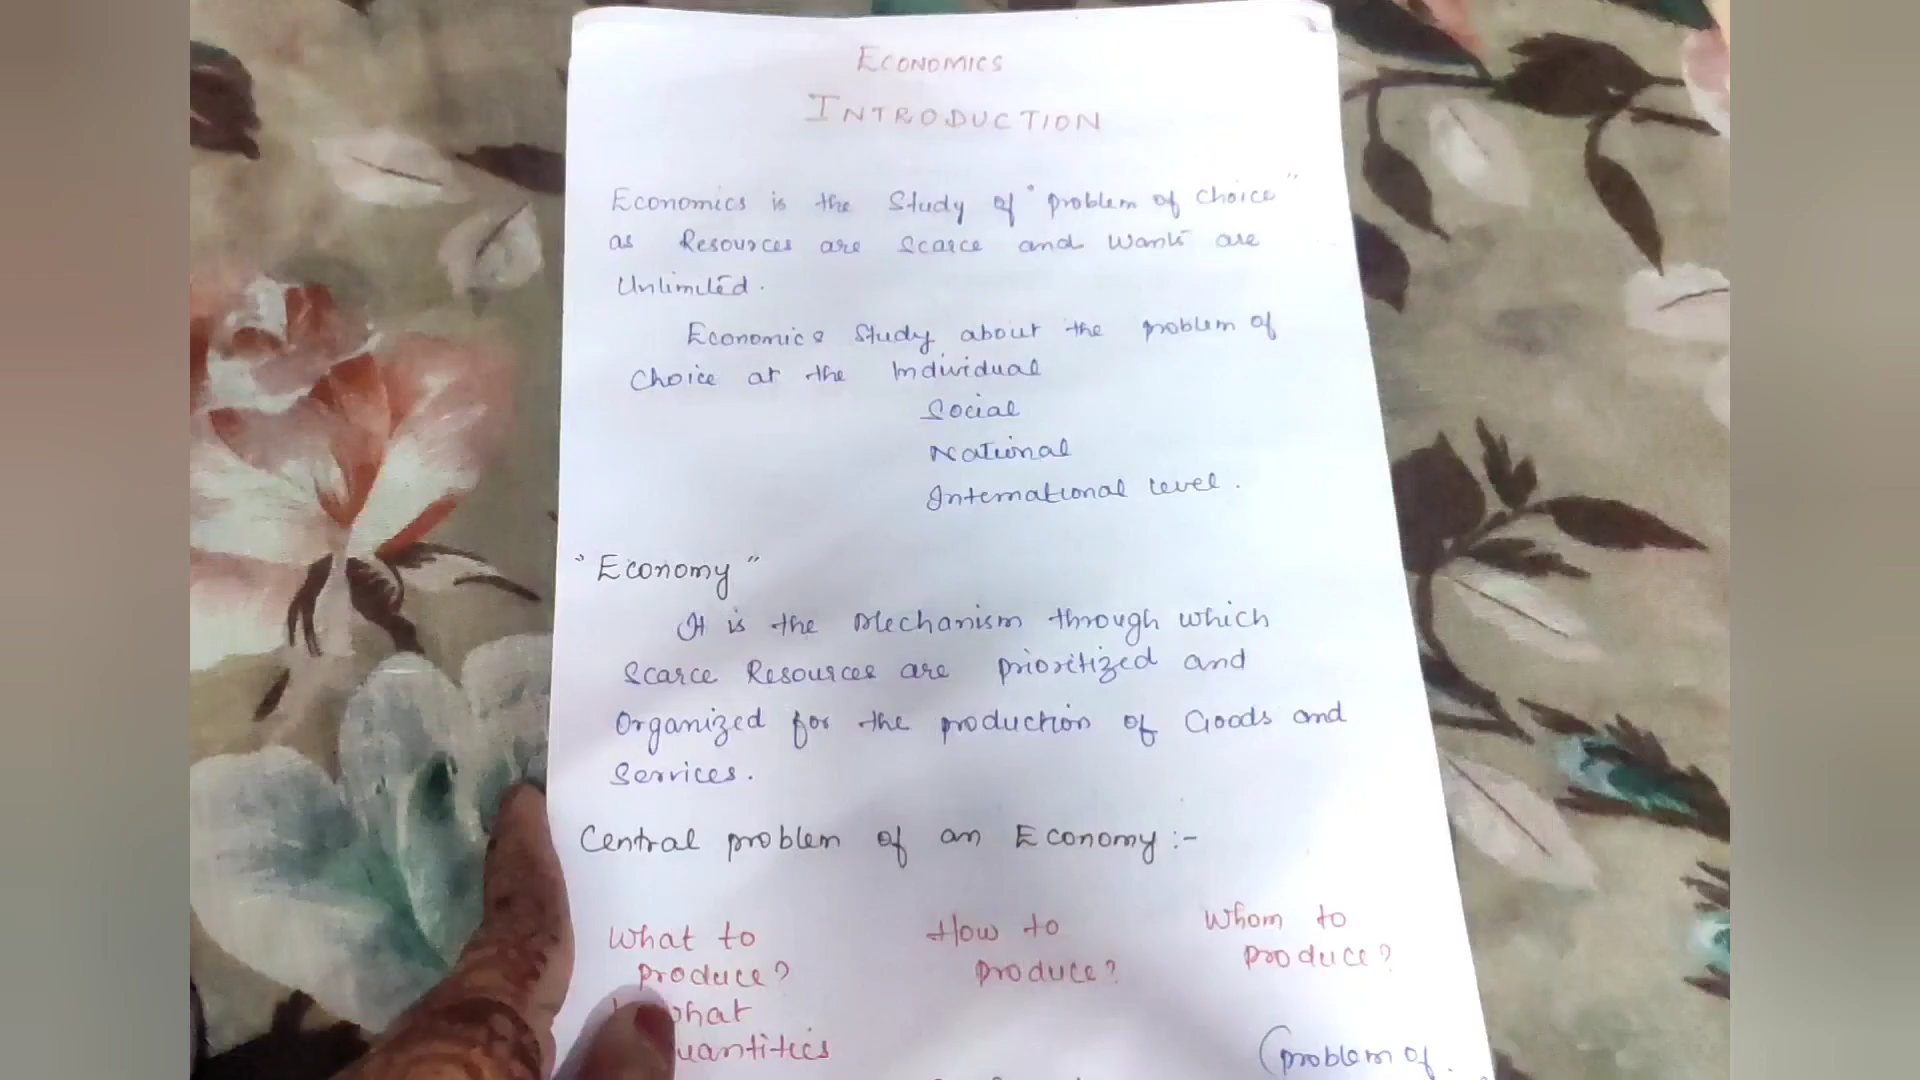 ECONOMICS
INTRODUCTION
Economics is the Study of "problem of choice"
as Resources are Scarce and Wants are
Unlimited.
Economics Study about the problem of
Choice at the Individual
Social
National
International level.
"Economy"
It is the Mechanism through which
Scarce Resources are prioritized and
Organized for the production of Goods and
Services.
Central problem of an Economy :-
What to How to Whom to
produce? produce? produce?
what
(problem of